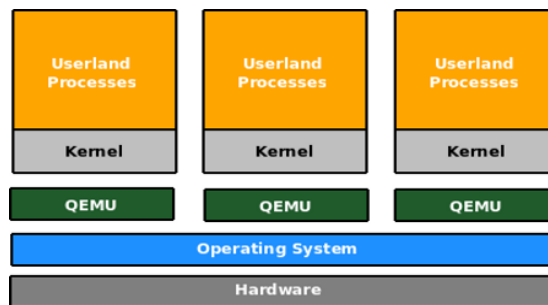 Userland
Processes
Userland
Processes
Userland
Processes
Kernel
Kernel
Kernel
QEMU
QEMU
QEMU
Operating System
Hardware